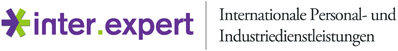 inter.expert
Internationale Personal- und
Industriedienstleistungen